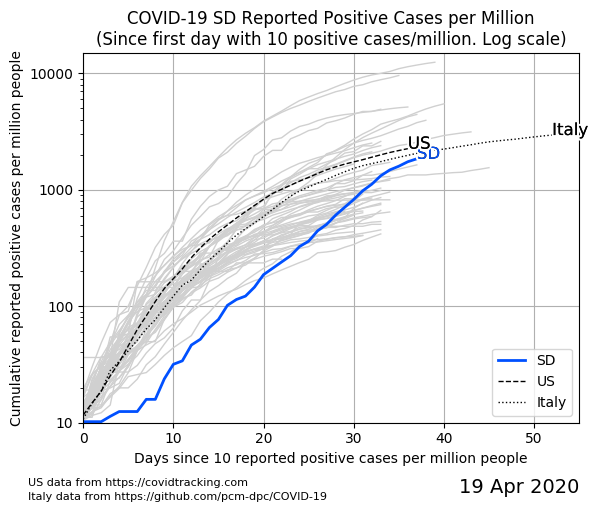 COVID-19 SD Reported Positive Cases per Million
(Since first day with 10 positive cases/million. Log scale)
Cumulative reported positive cases per million people
10000
1000
100
10
US
SD
Italy
SD
US
Italy
0
10
20
30
40
50
Days since 10 reported positive cases per million people
US data from https://covidtracking.com
Italy data from https://github.com/pcm-dpc/COVID-19
19 Apr 2020